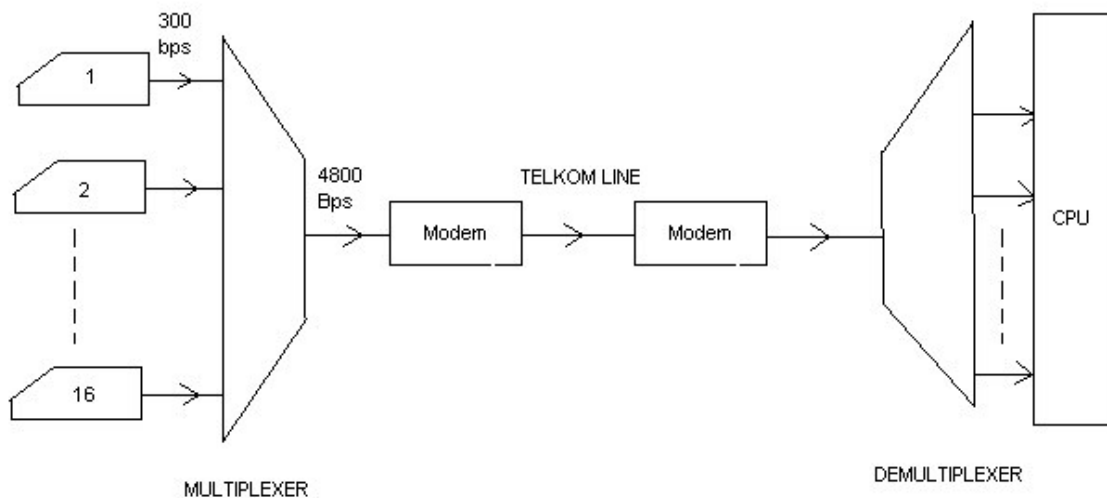 300
bps
1
2
16
MULTIPLEXER
4800
Bps
Modem
TELKOM LINE
Modem
DEMULTIPLEXER
CPU